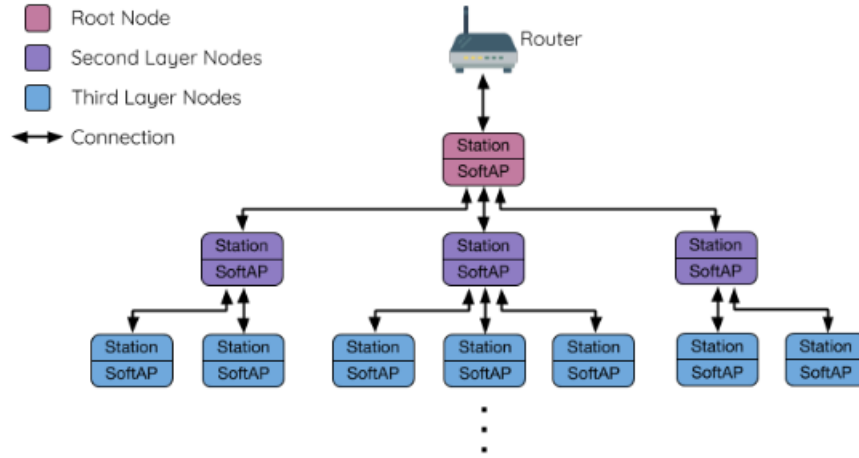 Root Node
Second Layer Nodes
Third Layer Nodes
Connection
Router
Station
SoftAP
Station
SoftAP
Station
SoftAP
Station
SoftAP
Station
SoftAP
Station
SoftAP
Station
SoftAP
Station
SoftAP
Station
SoftAP
Station
SoftAP
Station
SoftAP